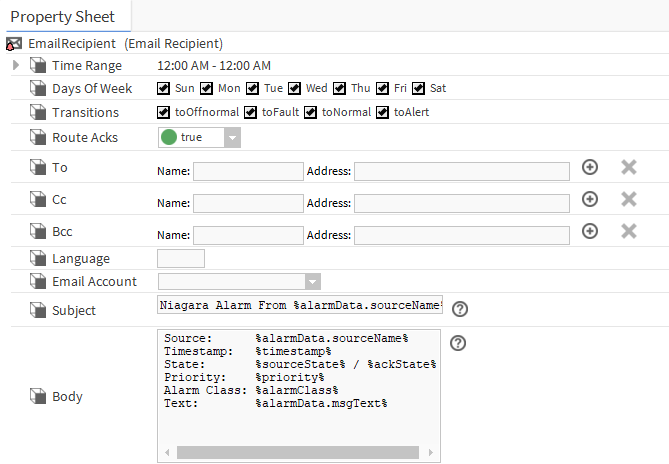 Property Sheet
EmailRecipient (Email Recipient)
Time Range 12:00 AM - 12:00 AM
Days Of Week Sun Mon Tue Wed Thu Fri Sat
Transitions toOffnormal toFault toNormal toAlert
Route Acks true
To Name: Address:
Cc Name: Address:
Bcc Name: Address:
Language
Email Account
Subject Niagara Alarm From %alarmData.sourceName%
Body
Source: %alarmData.sourceName%
Timestamp: %timestamp%
State: %sourceState% / %ackState%
Priority: %priority%
Alarm Class: %alarmClass%
Text: %alarmData.msgText%